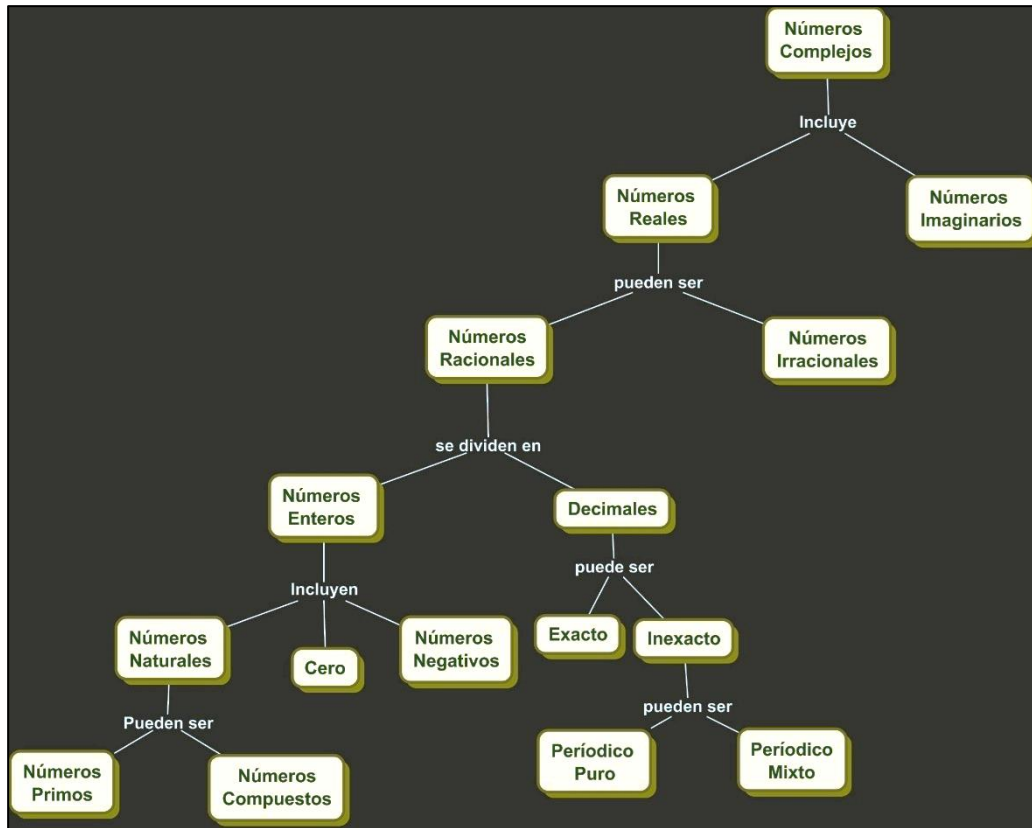 Números
Complejos
Incluye
Números
Reales
Números
Imaginarios
pueden ser
Números
Racionales
Números
Irracionales
se dividen en
Números
Enteros
Decimales
Incluyen
puede ser
Números
Naturales
Cero
Números
Negativos
Exacto
Inexacto
Pueden ser
pueden ser
Números
Primos
Números
Compuestos
Períodico
Puro
Períodico
Mixto